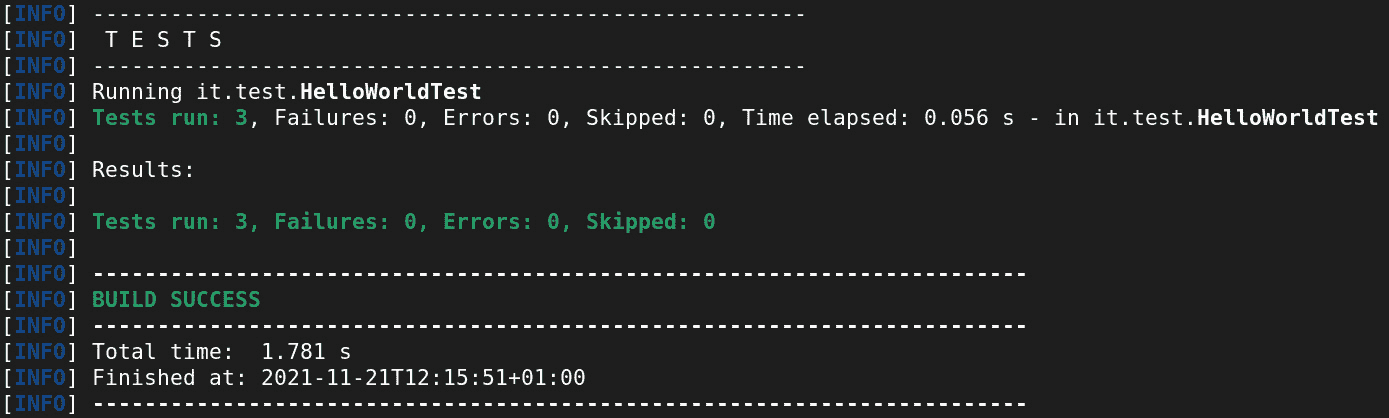 [INFO] -------------------------------------------------------
[INFO]  T E S T S
[INFO] -------------------------------------------------------
[INFO] Running it.test.HelloWorldTest
[INFO] Tests run: 3, Failures: 0, Errors: 0, Skipped: 0, Time elapsed: 0.056 s - in it.test.HelloWorldTest
[INFO]
[INFO] Results:
[INFO]
[INFO] Tests run: 3, Failures: 0, Errors: 0, Skipped: 0
[INFO]
[INFO] ------------------------------------------------------------------------
[INFO] BUILD SUCCESS
[INFO] ------------------------------------------------------------------------
[INFO] Total time:  1.781 s
[INFO] Finished at: 2021-11-21T12:15:51+01:00
[INFO] ------------------------------------------------------------------------